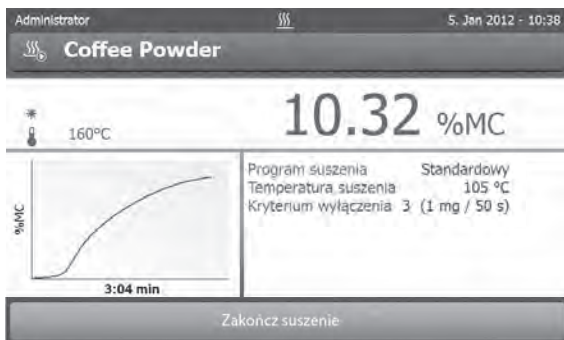 Administrator
5. Jan 2012 - 10:38
Coffee Powder
10.32 %MC
160°C
Program suszenia Standardowy
Temperatura suszenia 105 °C
Kryterium wyłączenia 3 (1 mg / 50 s)
%MC
3:04 min
Zakończ suszenie